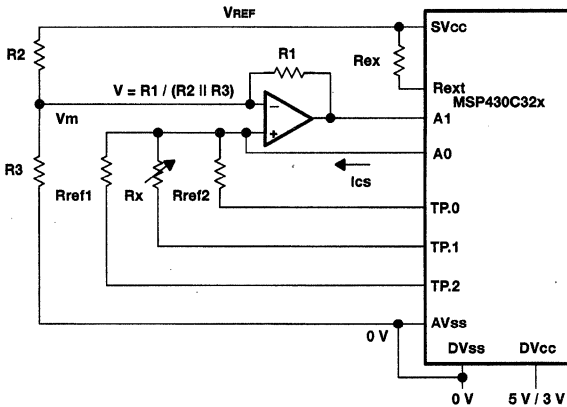 VREF
SVcc
R2
R1
Rex
Rext
V = R1 / (R2 || R3)
MSP430C32x
−
A1
Vm
+
A0
R3
Rref1
Rx
Rref2
Ics
TP.0
TP.1
TP.2
0 V
AVss
DVss
DVcc
0 V
5 V / 3 V